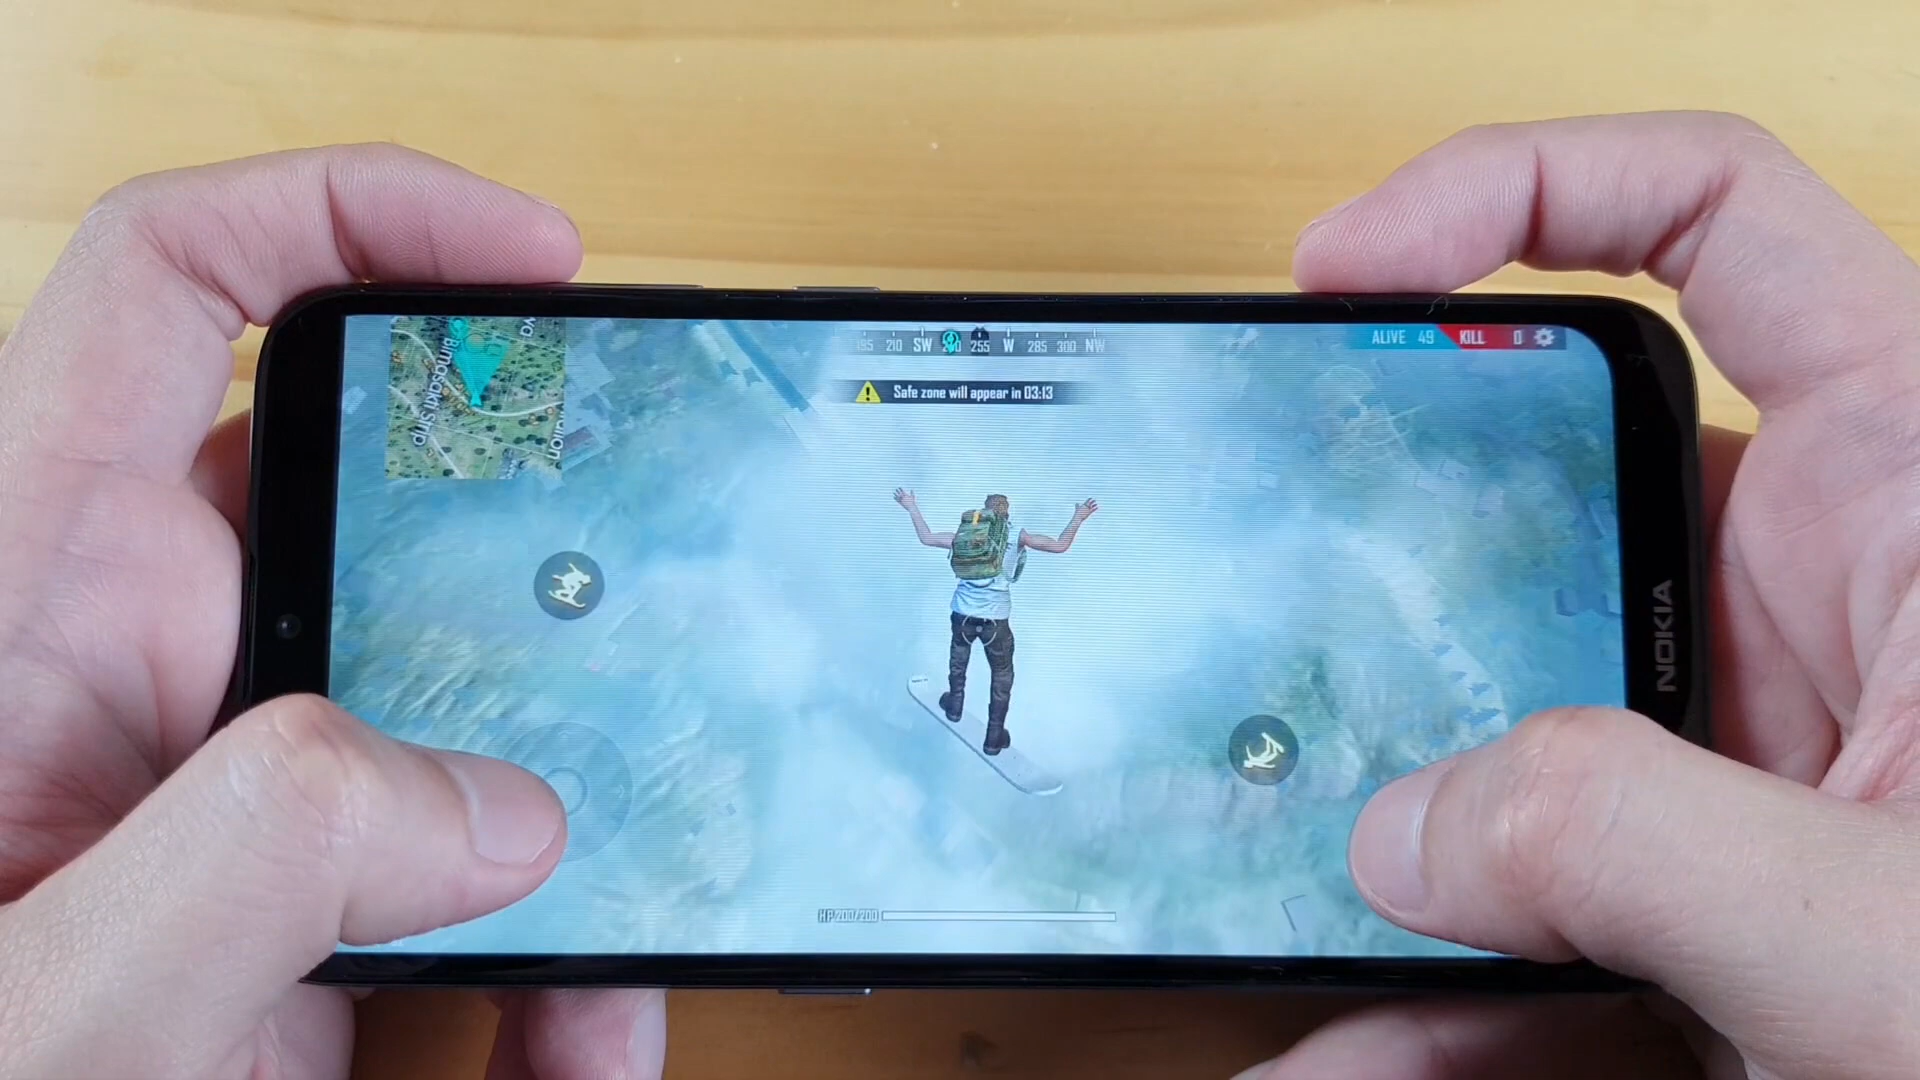 195 210 SW 255 W 285 300 NW
ALIVE 49 KILL 0
Safe zone will appear in 03:13
Bimasakti Strip
HP 200/200
NOKIA